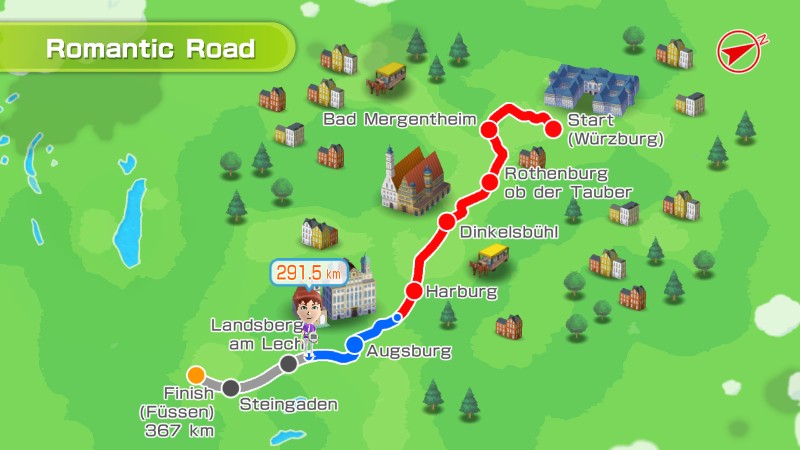 Romantic Road
N
Bad Mergentheim
Start
(Würzburg)
Rothenburg
ob der Tauber
Dinkelsbühl
291.5 km
Harburg
Landsberg
am Lech
Augsburg
Finish
(Füssen)
367 km
Steingaden